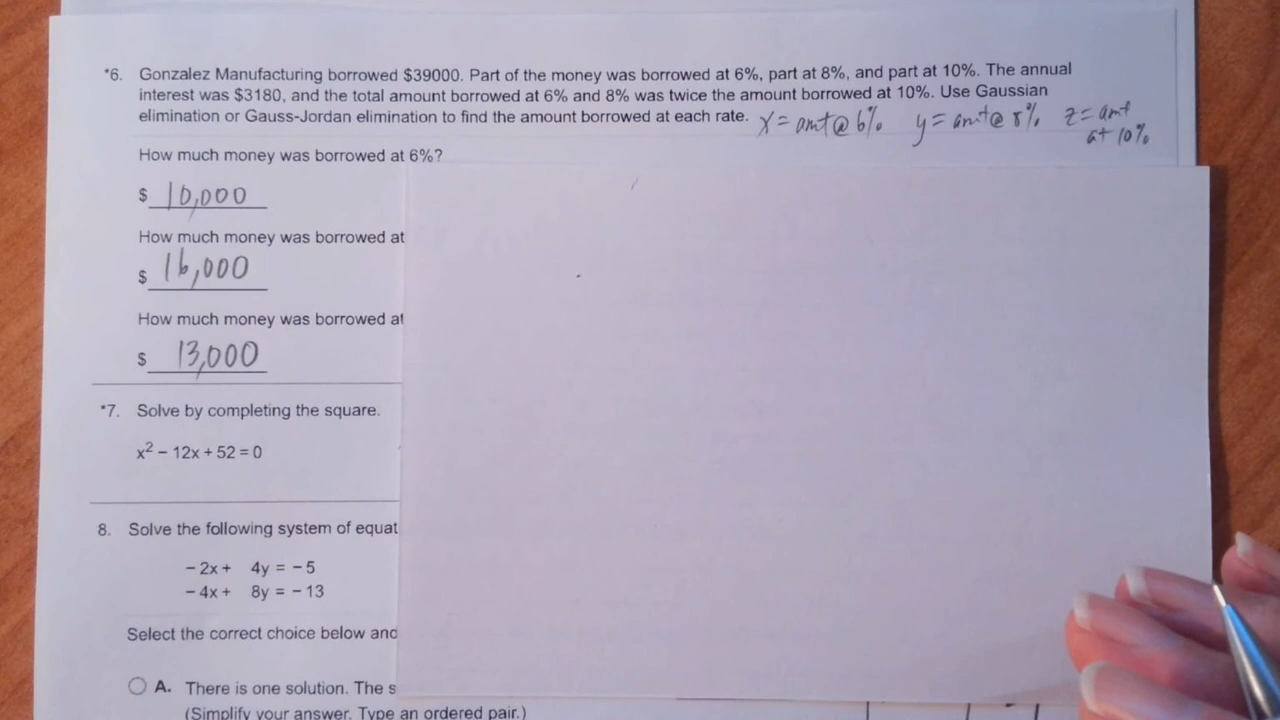 *6. Gonzalez Manufacturing borrowed $39000. Part of the money was borrowed at 6%, part at 8%, and part at 10%. The annual
interest was $3180, and the total amount borrowed at 6% and 8% was twice the amount borrowed at 10%. Use Gaussian
elimination or Gauss-Jordan elimination to find the amount borrowed at each rate. x = amt @ 6% y = amt @ 8% z = amt
at 10%
How much money was borrowed at 6%?
$ 10,000
How much money was borrowed at
$ 16,000
How much money was borrowed at
$ 13,000
*7. Solve by completing the square.
x² − 12x + 52 = 0
8. Solve the following system of equat
− 2x + 4y = − 5
− 4x + 8y = − 13
Select the correct choice below and
A. There is one solution. The s
(Simplify your answer. Type an ordered pair.)